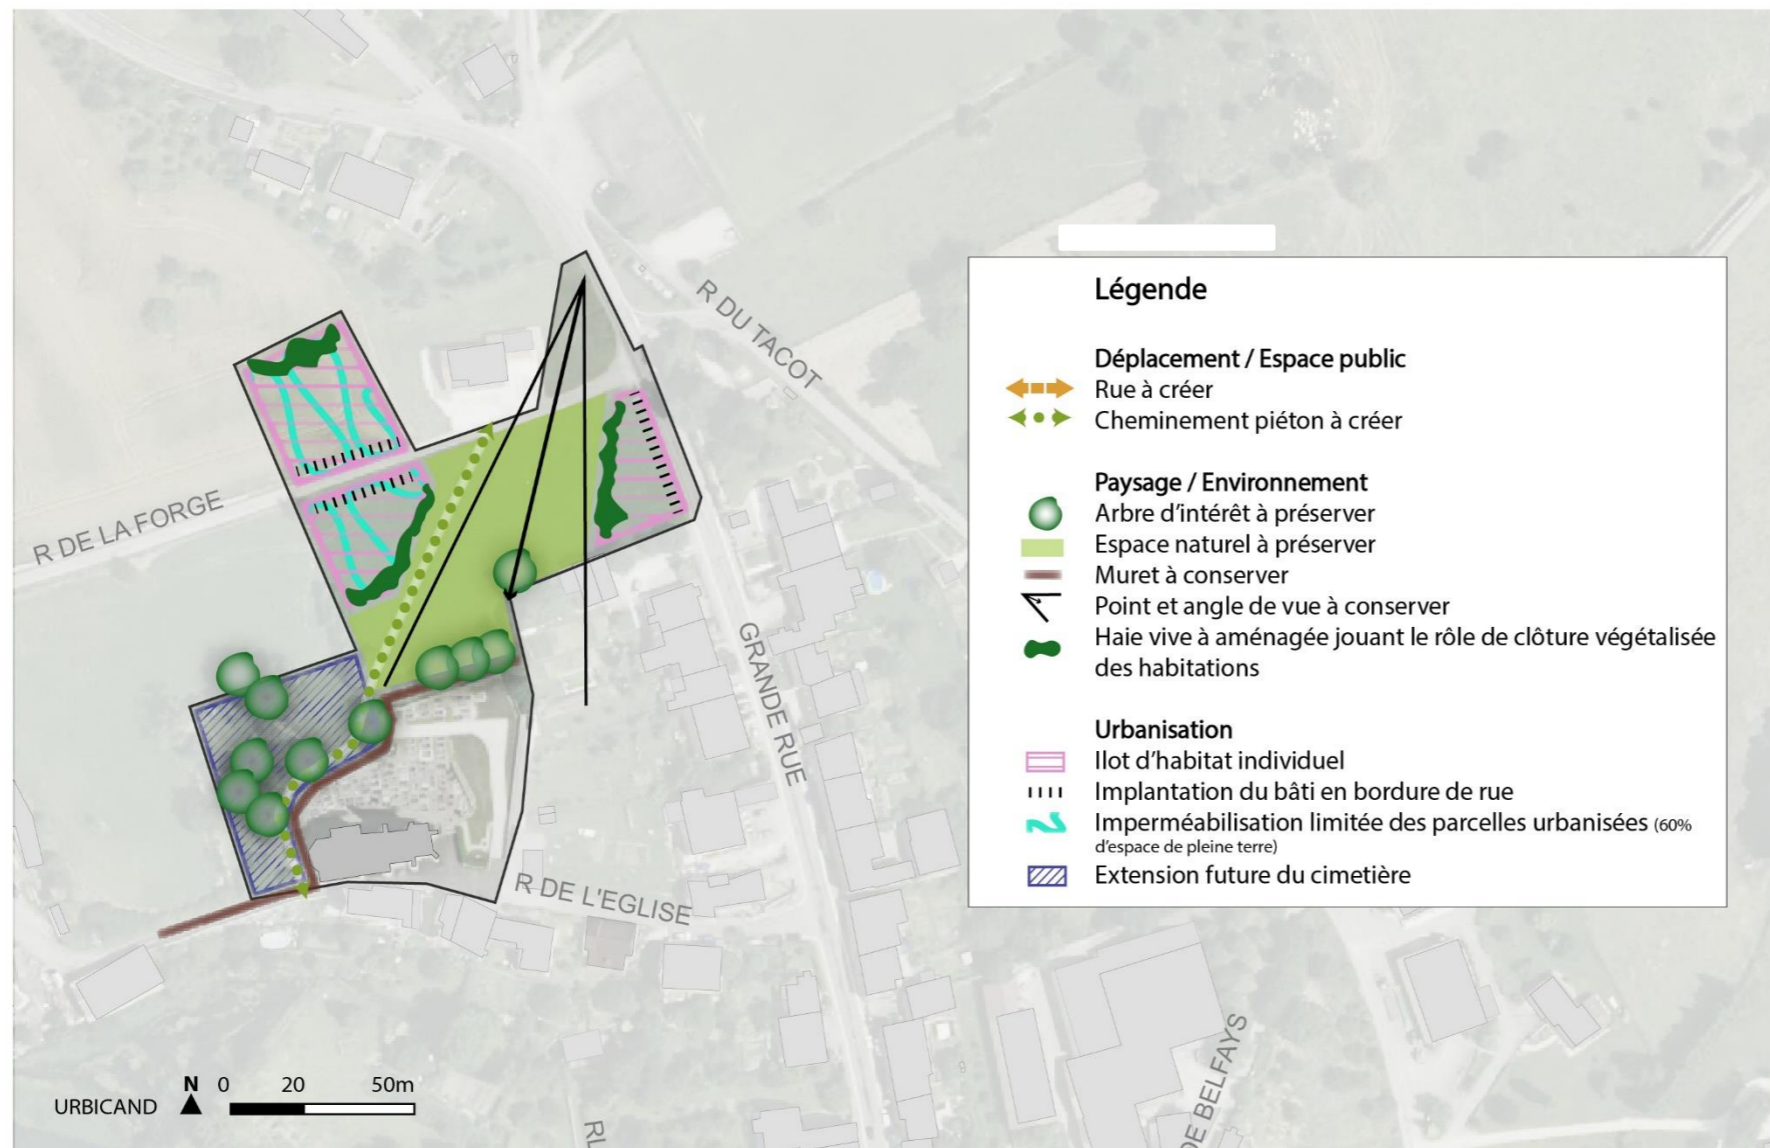 R DU TACOT
R DE LA FORGE
GRANDE RUE
R DE L'EGLISE
DE BELFAYS
Légende
Déplacement / Espace public
Rue à créer
Cheminement piéton à créer
Paysage / Environnement
Arbre d'intérêt à préserver
Espace naturel à préserver
Muret à conserver
Point et angle de vue à conserver
Haie vive à aménagée jouant le rôle de clôture végétalisée
des habitations
Urbanisation
Ilot d'habitat individuel
Implantation du bâti en bordure de rue
Imperméabilisation limitée des parcelles urbanisées (60%
d'espace de pleine terre)
Extension future du cimetière
N 0 20 50m
URBICAND